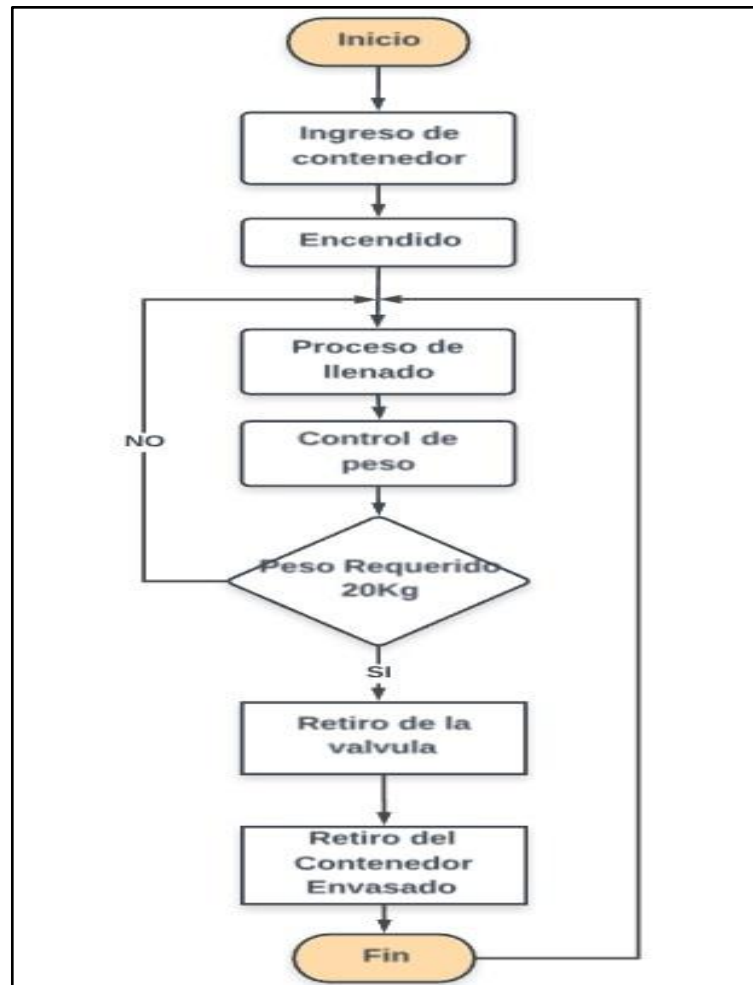 Inicio
Ingreso de
contenedor
Encendido
Proceso de
llenado
Control de
peso
NO
Peso Requerido
20Kg
SI
Retiro de la
valvula
Retiro del
Contenedor
Envasado
Fin